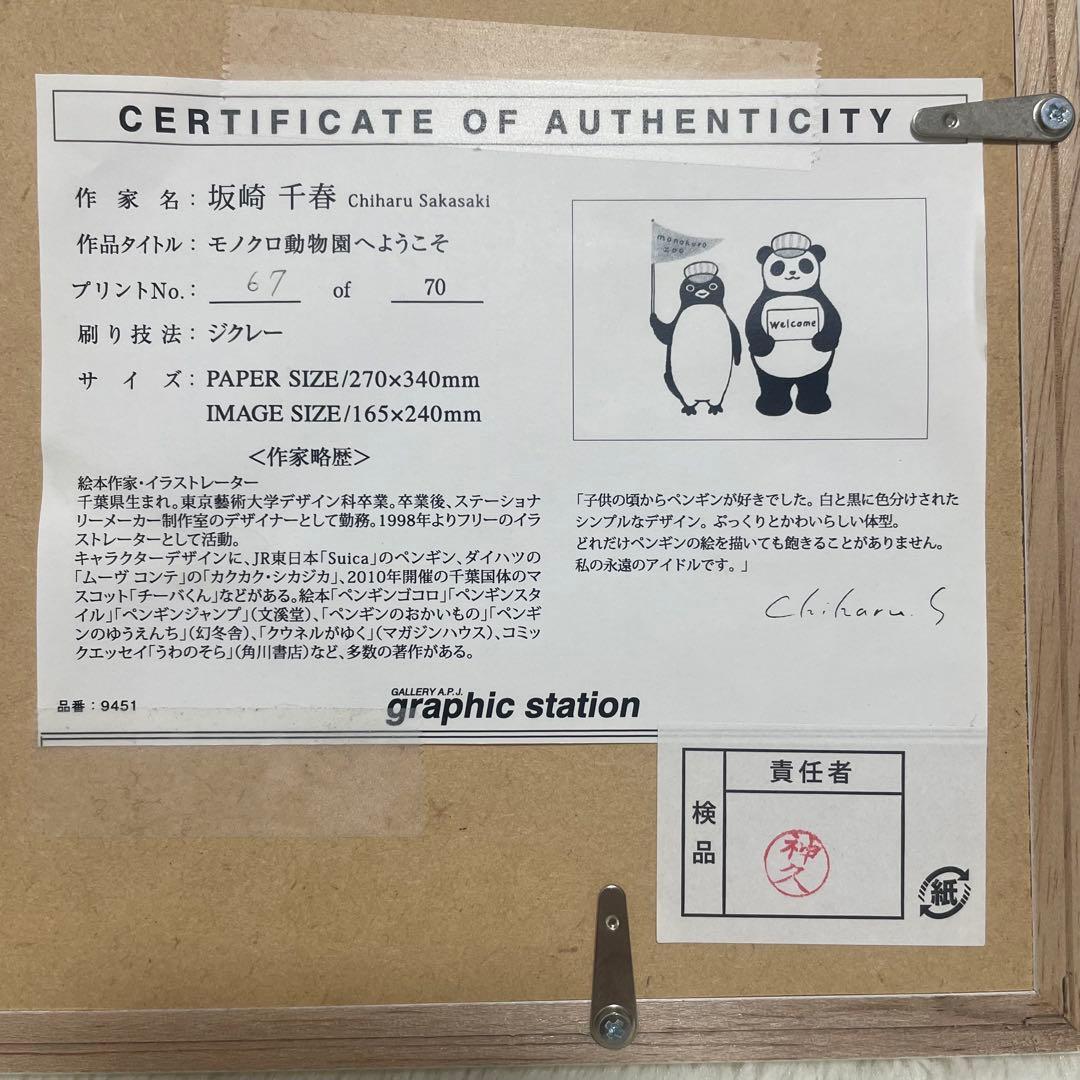 CERTIFICATE OF AUTHENTICITY
作家名：坂崎 千春 Chiharu Sakasaki
作品タイトル：モノクロ動物園へようこそ
プリントNo.： 67 of 70
刷り技法：ジクレー
サイズ：PAPER SIZE/270×340mm
IMAGE SIZE/165×240mm
＜作家略歴＞
絵本作家・イラストレーター
千葉県生まれ。東京藝術大学デザイン科卒業。卒業後、ステーショナ
リーメーカー制作室のデザイナーとして勤務。1998年よりフリーのイラ
ストレーターとして活動。
キャラクターデザインに、JR東日本「Suica」のペンギン、ダイハツの
「ムーヴ コンテ」の「カクカク・シカジカ」、2010年開催の千葉国体のマ
スコット「チーバくん」などがある。絵本「ペンギンゴコロ」「ペンギンスタ
イル」「ペンギンジャンプ」（文溪堂）、「ペンギンのおかいもの」「ペンギ
ンのゆうえんち」（幻冬舎）、「クウネルがゆく」（マガジンハウス）、コミッ
クエッセイ「うわのそら」（角川書店）など、多数の著作がある。
monokuro
zoo
Welcome
「子供の頃からペンギンが好きでした。白と黒に色分けされた
シンプルなデザイン。ぷっくりとかわいらしい体型。
どれだけペンギンの絵を描いても飽きることがありません。
私の永遠のアイドルです。」
Chiharu. S
品番：9451
GALLERY A.P.J.
graphic station
検品
責任者
神久
紙